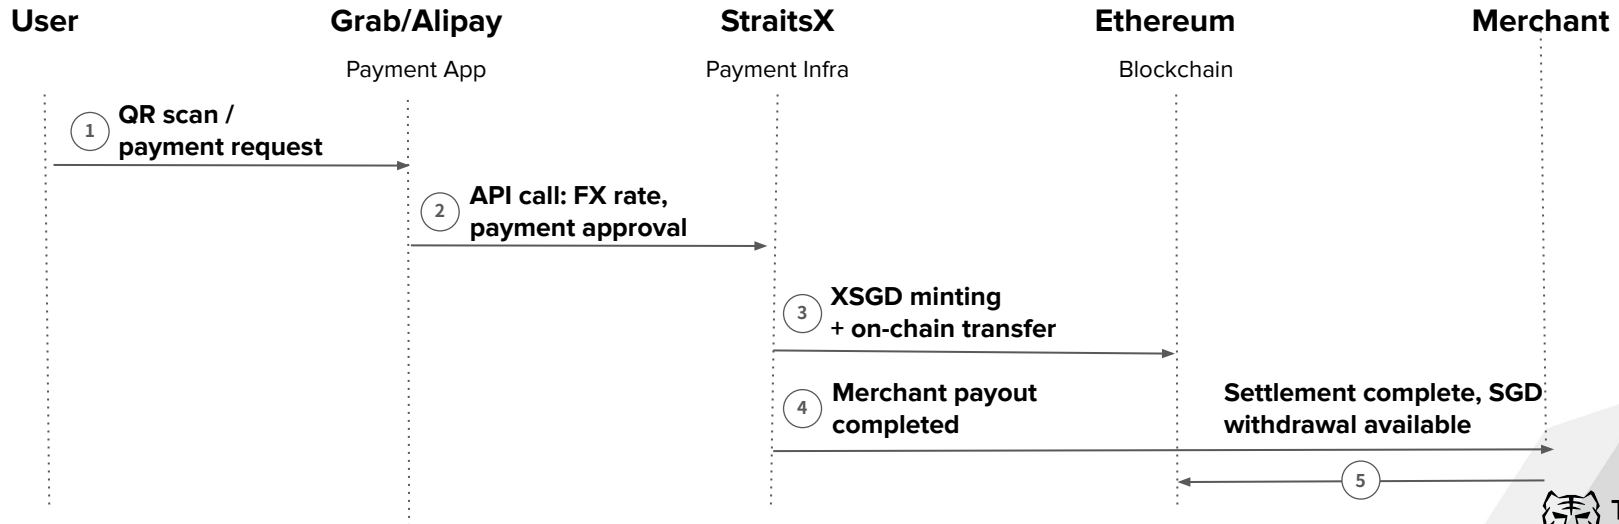 User
Grab/Alipay
StraitsX
Ethereum
Merchant
Payment App
Payment Infra
Blockchain
1
QR scan /
payment request
2
API call: FX rate,
payment approval
3
XSGD minting
+ on-chain transfer
4
Merchant payout
completed
Settlement complete, SGD
withdrawal available
5